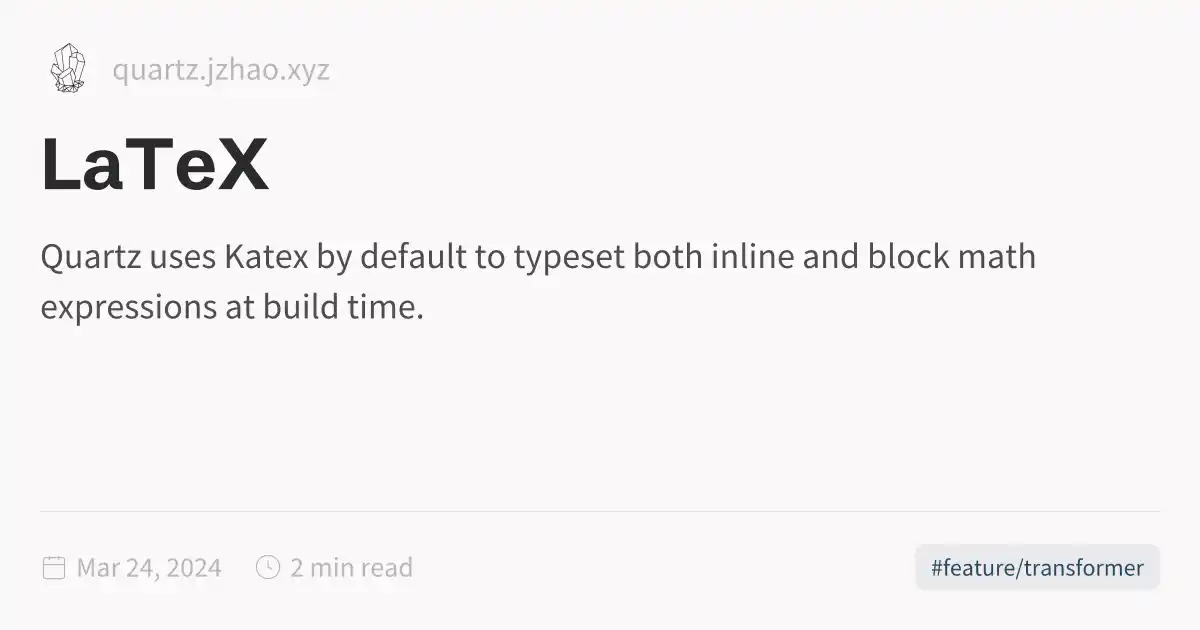 quartz.jzhao.xyz
LaTeX
Quartz uses Katex by default to typeset both inline and block math
expressions at build time.
Mar 24, 2024 2 min read #feature/transformer